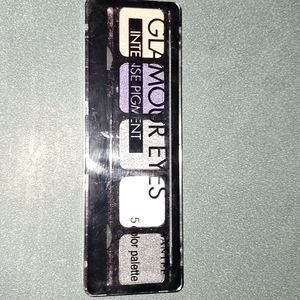 GLAMOUR EYES
INTENSE PIGMENT
5 color palette